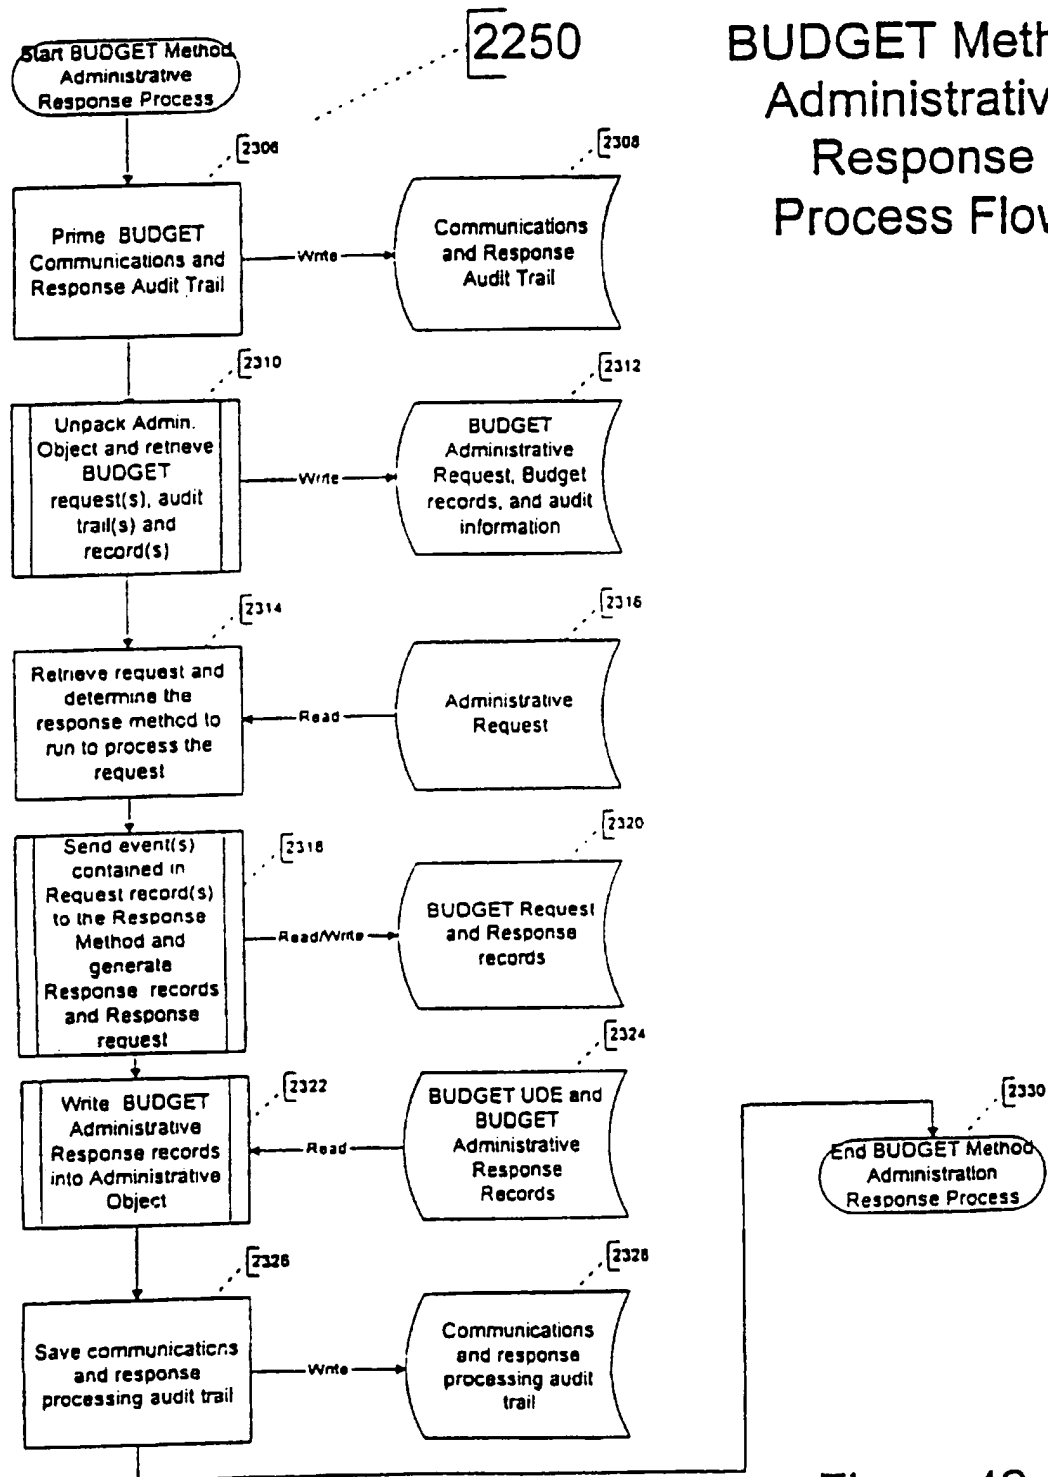 2250
BUDGET Meth
Administrativ
Response
Process Flow
Start BUDGET Method
Administrative
Response Process
2306
Prime BUDGET
Communications and
Response Audit Trail
Write
2308
Communications
and Response
Audit Trail
2310
Unpack Admin.
Object and retrieve
BUDGET
request(s), audit
trail(s) and
record(s)
Write
2312
BUDGET
Administrative
Request, Budget
records, and audit
information
2314
Retrieve request and
determine the
response method to
run to process the
request
Read
2316
Administrative
Request
2318
Send event(s)
contained in
Request record(s)
to the Response
Method and
generate
Response records
and Response
request
Read/Write
2320
BUDGET Request
and Response
records
2322
Write BUDGET
Administrative
Response records
into Administrative
Object
Read
2324
BUDGET UDE and
BUDGET
Administrative
Response
Records
2326
Save communications
and response
processing audit trail
Write
2328
Communications
and response
processing audit
trail
2330
End BUDGET Method
Administration
Response Process